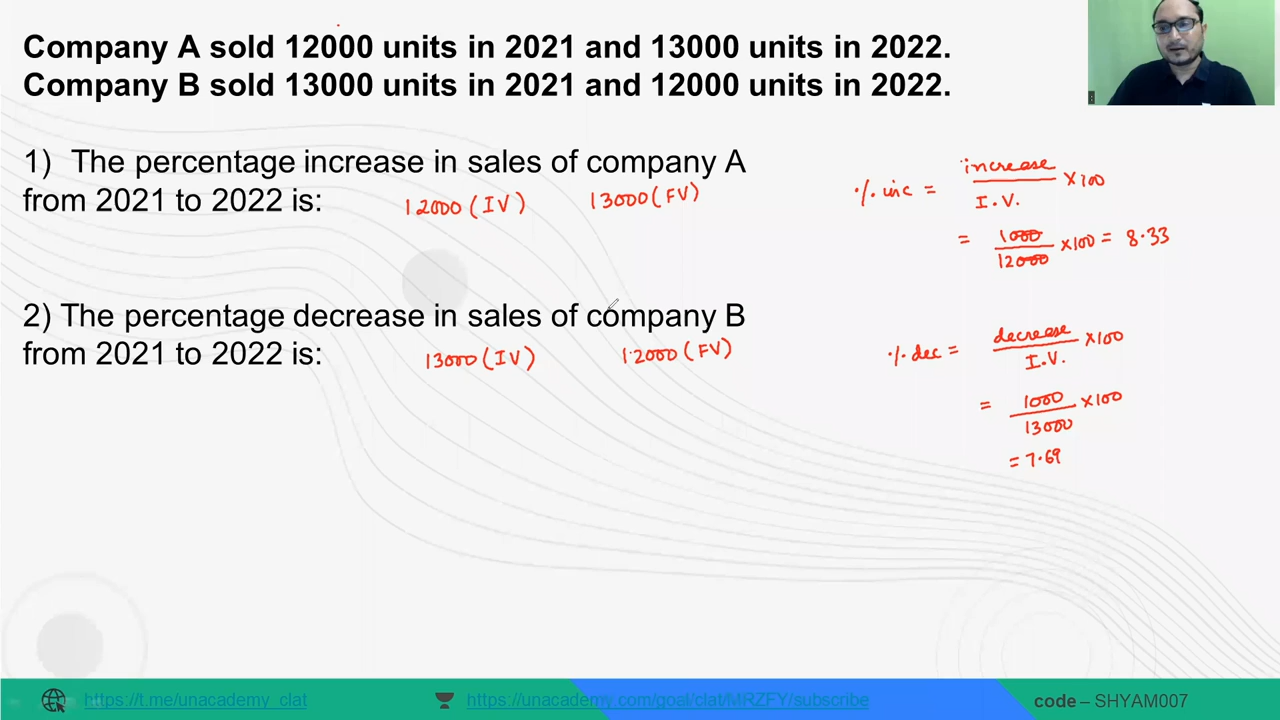 Company A sold 12000 units in 2021 and 13000 units in 2022.
Company B sold 13000 units in 2021 and 12000 units in 2022.
1) The percentage increase in sales of company A
from 2021 to 2022 is:
12000 (IV) 13000 (FV)
% inc = increase / I.V. × 100
= 1000 / 12000 × 100 = 8.33
2) The percentage decrease in sales of company B
from 2021 to 2022 is:
13000 (IV) 12000 (FV)
% dec = decrease / I.V. × 100
= 1000 / 13000 × 100
= 7.69
https://t.me/unacademy_clat https://unacademy.com/goal/clat/MRZFY/subscribe code – SHYAM007